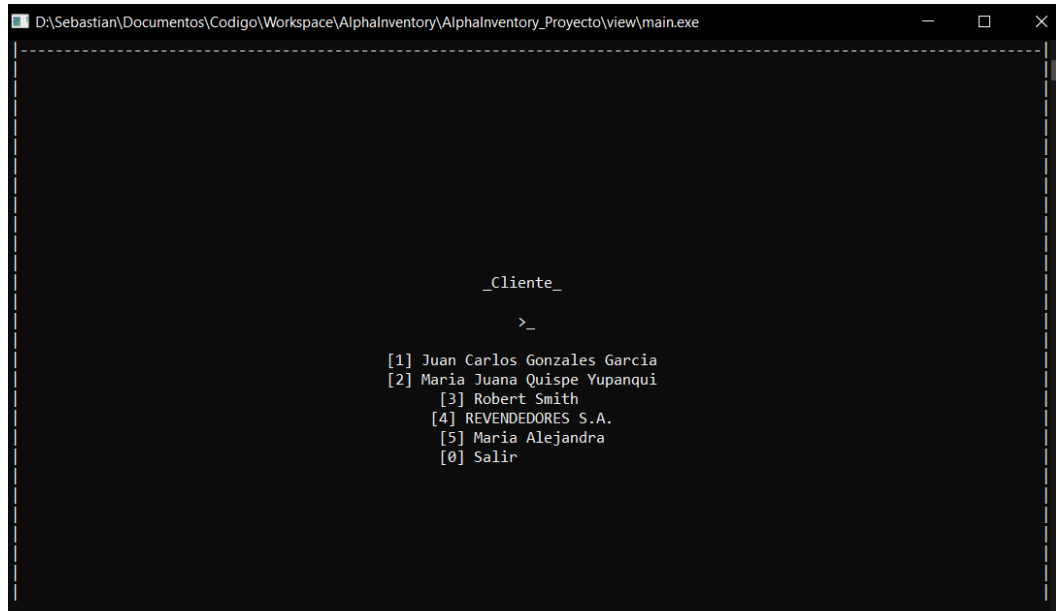 D:\Sebastian\Documentos\Codigo\Workspace\AlphaInventory\AlphaInventory_Proyecto\view\main.exe
_Cliente_
>_
[1] Juan Carlos Gonzales Garcia
[2] Maria Juana Quispe Yupanqui
[3] Robert Smith
[4] REVENDEDORES S.A.
[5] Maria Alejandra
[0] Salir